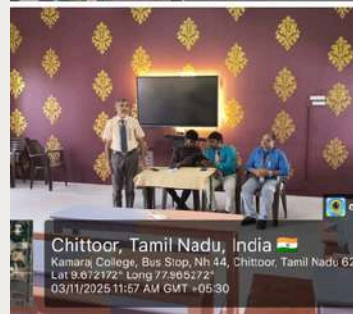 Chittoor, Tamil Nadu, India
Kamaraj College, Bus Stop, Nh 44, Chittoor, Tamil Nadu 62
Lat 9.672172° Long 77.965272°
03/11/2025 11:57 AM GMT +05:30